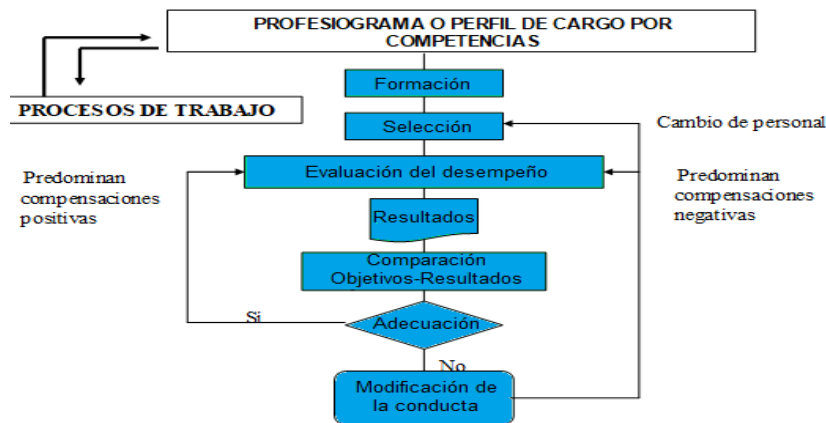 PROFESIOGRAMA O PERFIL DE CARGO POR
COMPETENCIAS
Formación
PROCESOS DE TRABAJO
Selección
Cambio de personal
Evaluación del desempeño
Predominan
compensaciones
positivas
Predominan
compensaciones
negativas
Resultados
Comparación
Objetivos-Resultados
Si
Adecuación
No
Modificación de
la conducta